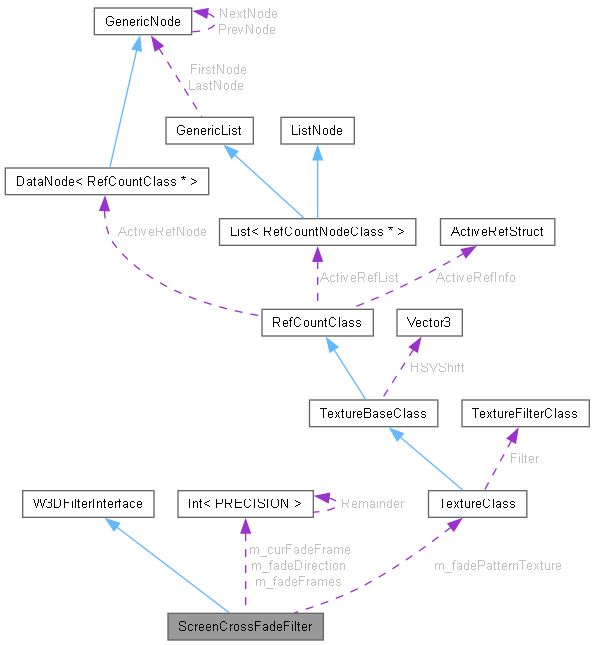 GenericNode
NextNode
PrevNode
FirstNode
LastNode
GenericList
ListNode
DataNode< RefCountClass * >
ActiveRefNode
List< RefCountNodeClass * >
ActiveRefStruct
ActiveRefList
ActiveRefInfo
RefCountClass
Vector3
HSVShift
TextureBaseClass
TextureFilterClass
Filter
W3DFilterInterface
Int< PRECISION >
Remainder
TextureClass
m_curFadeFrame
m_fadeDirection
m_fadeFrames
m_fadePatternTexture
ScreenCrossFadeFilter